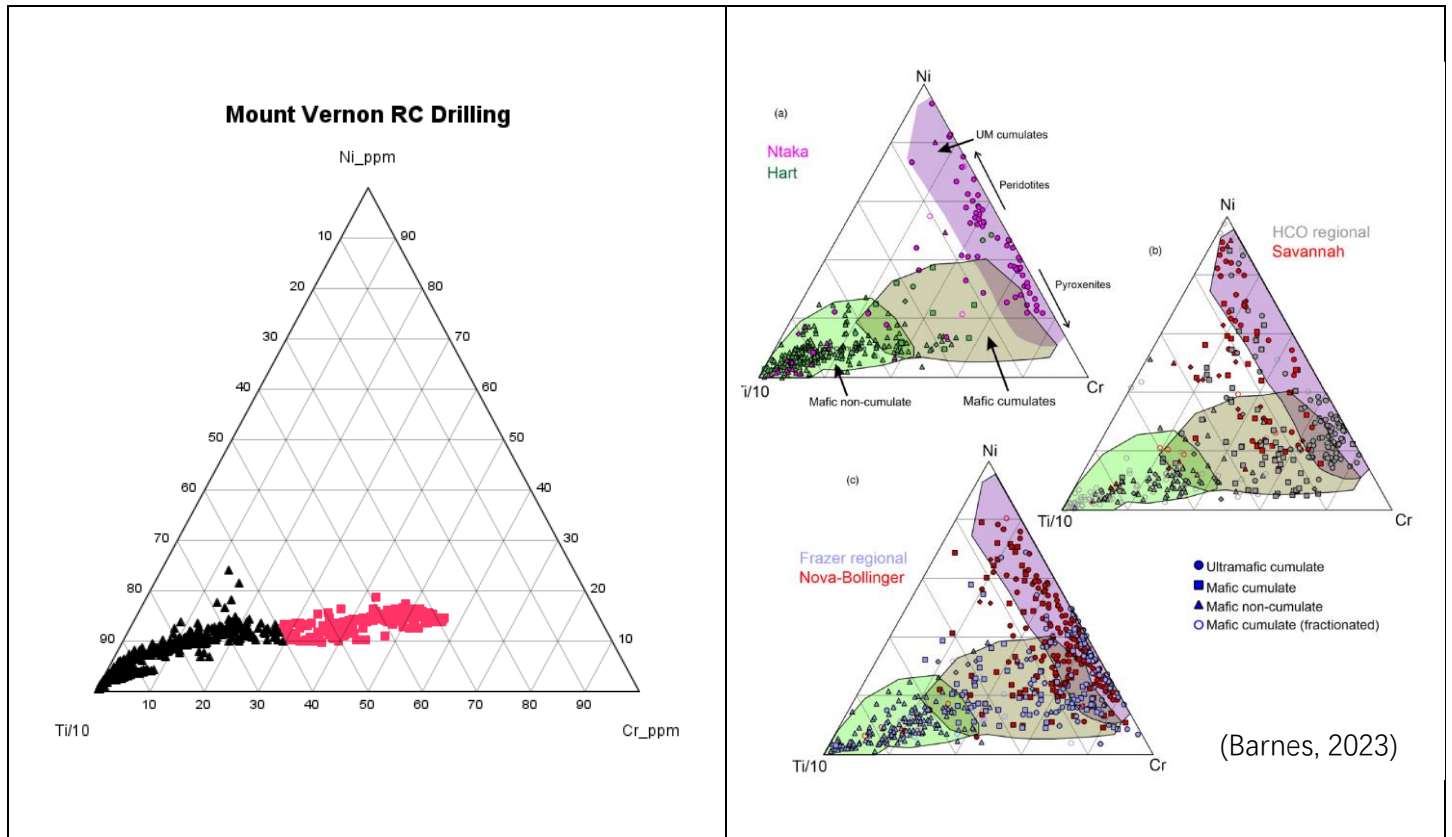 Mount Vernon RC Drilling
Ni_ppm
10 90
20 80
30 70
40 60
50 50
60 40
70 30
80 20
90 10
10 20 30 40 50 60 70 80 90
Ti/10 Cr_ppm
Ni
(a)
Ntaka
Hart
UM cumulates
Peridotites
Pyroxenites
Mafic non-cumulate
Mafic cumulates
Ti/10
Cr
Ni
(b)
HCO regional
Savannah
Ti/10
Cr
Ni
(c)
Frazer regional
Nova-Bollinger
Ti/10
Cr
Ultramafic cumulate
Mafic cumulate
Mafic non-cumulate
Mafic cumulate (fractionated)
(Barnes, 2023)